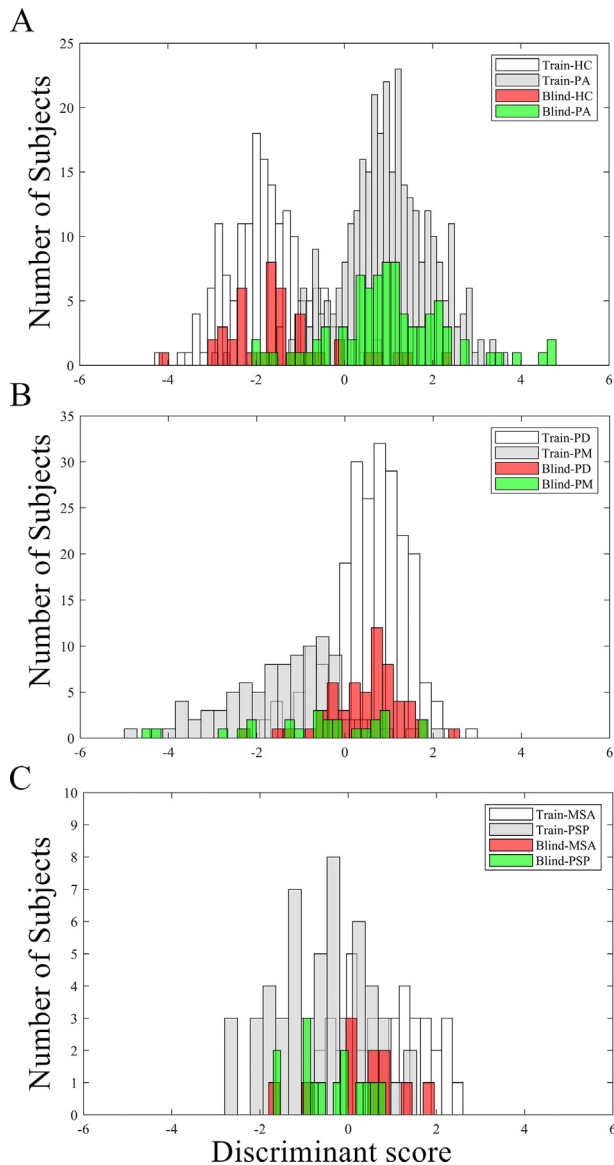 A
25
20
15
10
5
0
Number of Subjects
Train-HC
Train-PA
Blind-HC
Blind-PA
-6 -4 -2 0 2 4 6
B
35
30
25
20
15
10
5
0
Number of Subjects
Train-PD
Train-PM
Blind-PD
Blind-PM
-6 -4 -2 0 2 4 6
C
10
9
8
7
6
5
4
3
2
1
0
Number of Subjects
Train-MSA
Train-PSP
Blind-MSA
Blind-PSP
-6 -4 -2 0 2 4 6
Discriminant score